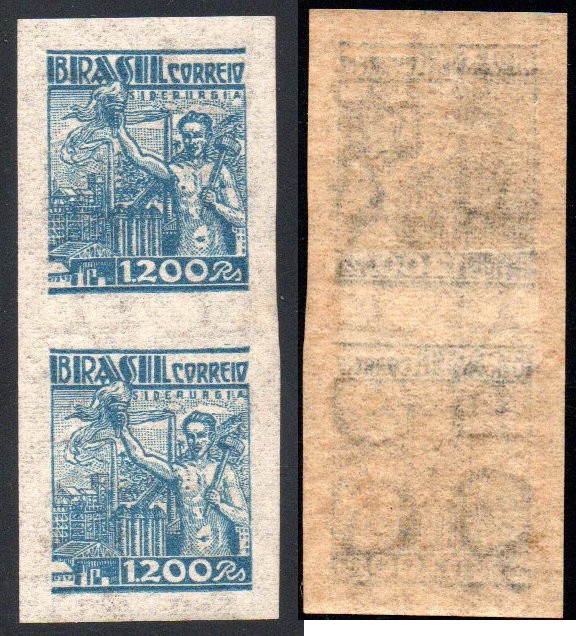 BRASIL CORREIO
SIDERURGIA
1.200 Rs
BRASIL CORREIO
SIDERURGIA
1.200 Rs